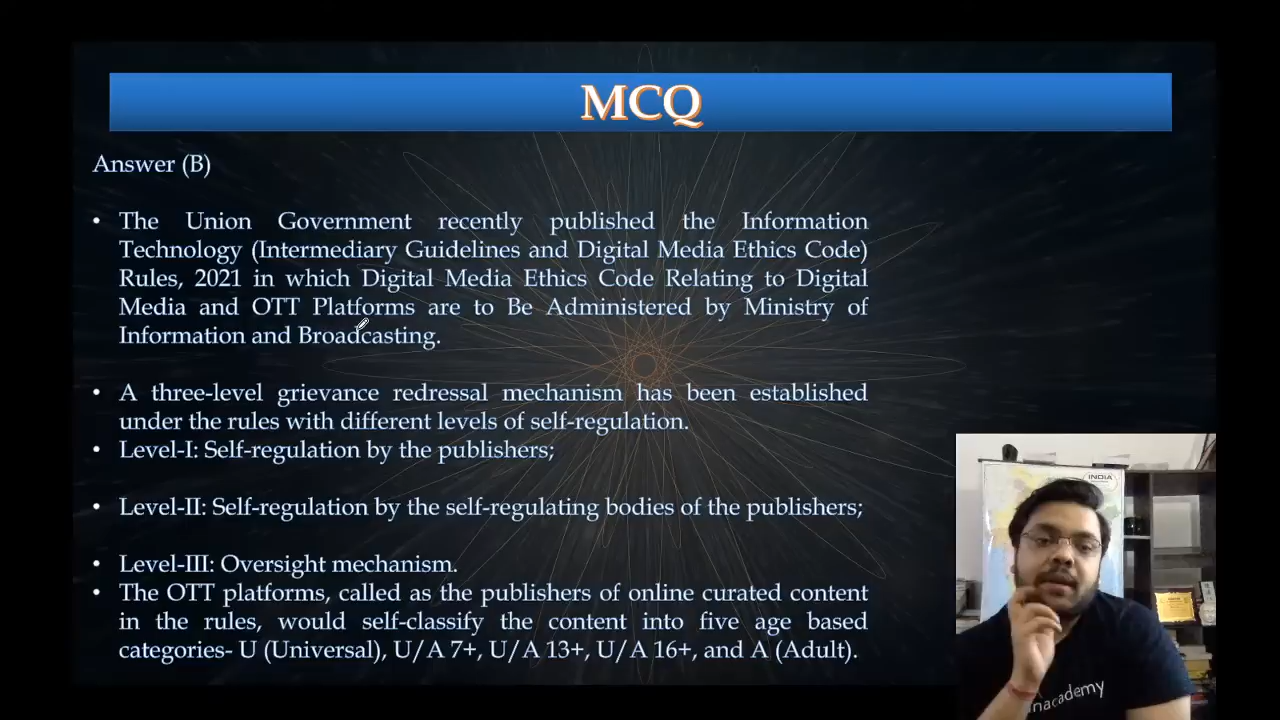 MCQ
Answer (B)
• The Union Government recently published the Information
Technology (Intermediary Guidelines and Digital Media Ethics Code)
Rules, 2021 in which Digital Media Ethics Code Relating to Digital
Media and OTT Platforms are to Be Administered by Ministry of
Information and Broadcasting.
• A three-level grievance redressal mechanism has been established
under the rules with different levels of self-regulation.
• Level-I: Self-regulation by the publishers;
• Level-II: Self-regulation by the self-regulating bodies of the publishers;
• Level-III: Oversight mechanism.
• The OTT platforms, called as the publishers of online curated content
in the rules, would self-classify the content into five age based
categories- U (Universal), U/A 7+, U/A 13+, U/A 16+, and A (Adult).
INDIA
nacademy